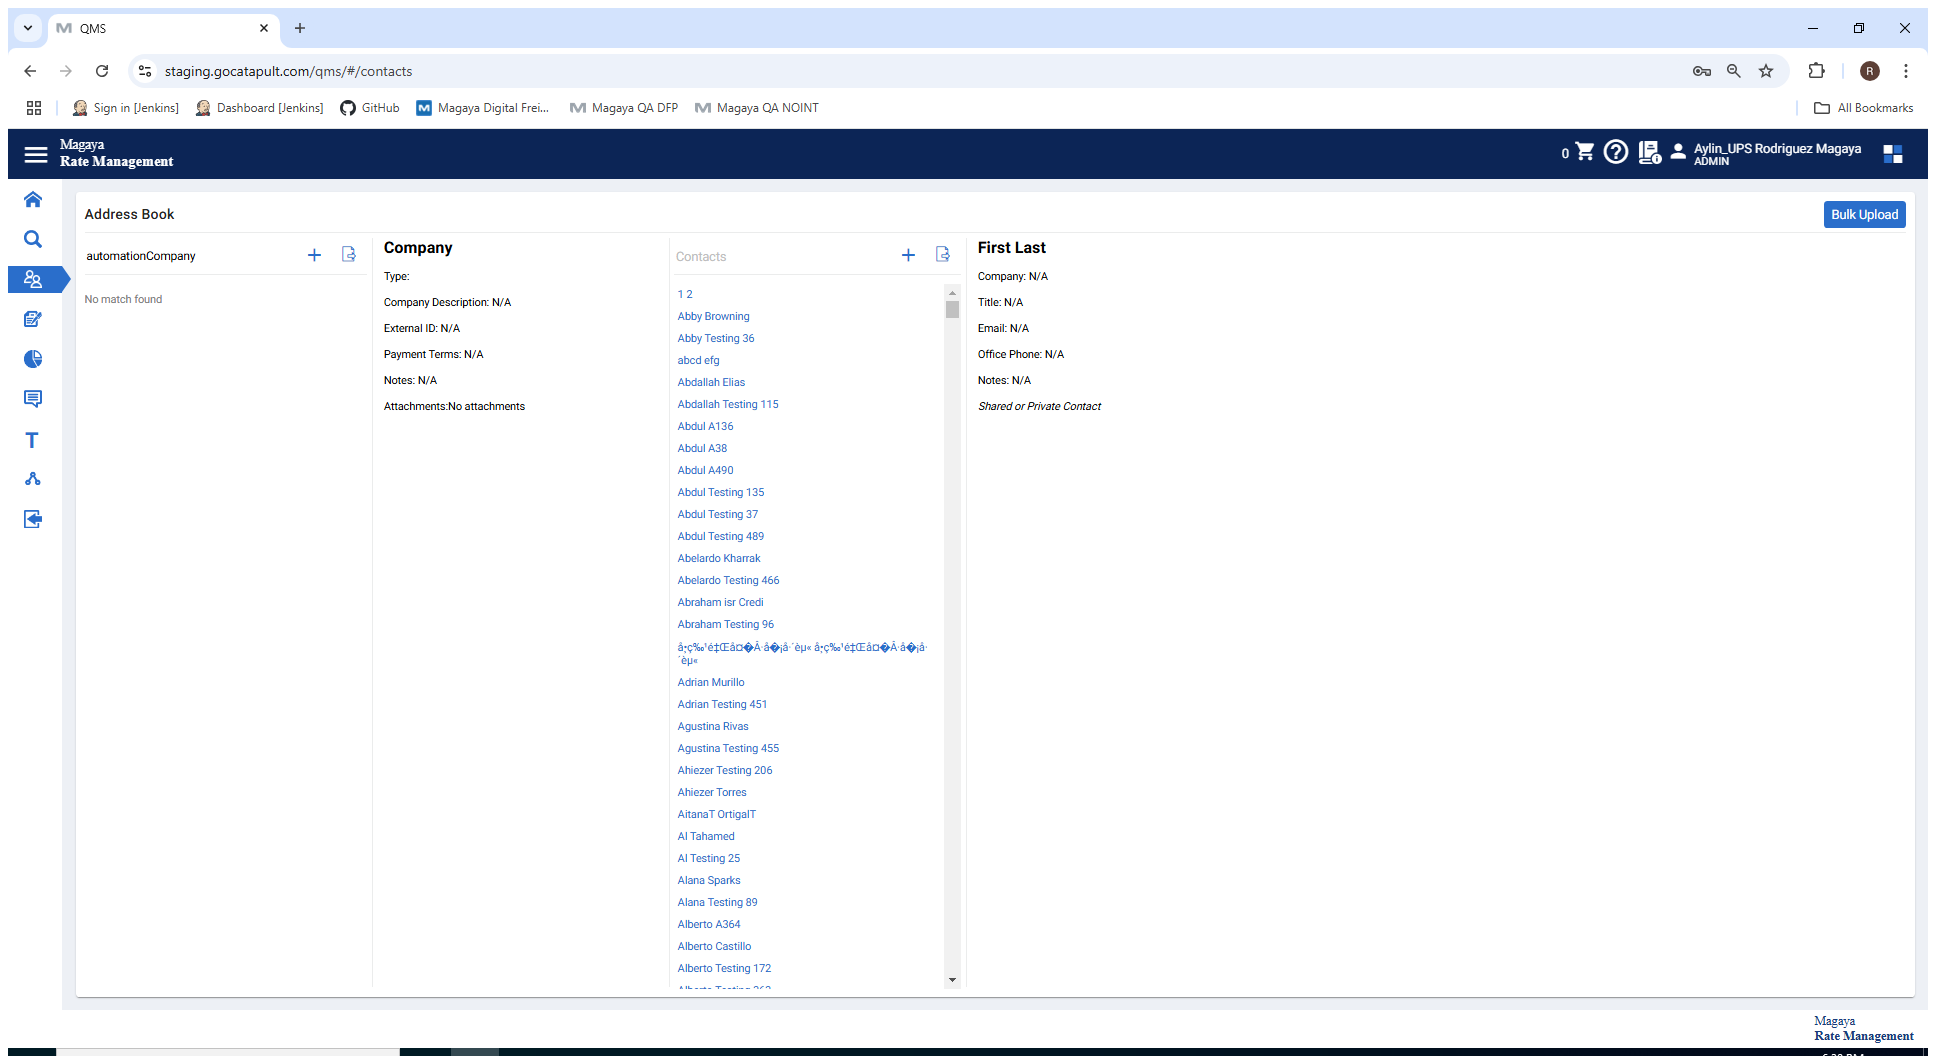 QMS
staging.gocatapult.com/qms/#/contacts
R
Sign in [Jenkins]
Dashboard [Jenkins]
GitHub
Magaya Digital Frei...
Magaya QA DFP
Magaya QA NOINT
All Bookmarks
Magaya
Rate Management
0
Aylin_UPS Rodriguez Magaya
ADMIN
Address Book
Bulk Upload
automationCompany
No match found
Company
Type:
Company Description: N/A
External ID: N/A
Payment Terms: N/A
Notes: N/A
Attachments:No attachments
Contacts
1 2
Abby Browning
Abby Testing 36
abcd efg
Abdallah Elias
Abdallah Testing 115
Abdul A136
Abdul A38
Abdul A490
Abdul Testing 135
Abdul Testing 37
Abdul Testing 489
Abelardo Kharrak
Abelardo Testing 466
Abraham isr Credi
Abraham Testing 96
Adrian Murillo
Adrian Testing 451
Agustina Rivas
Agustina Testing 455
Ahiezer Testing 206
Ahiezer Torres
AitanaT OrtigalT
Al Tahamed
Al Testing 25
Alana Sparks
Alana Testing 89
Alberto A364
Alberto Castillo
Alberto Testing 172
First Last
Company: N/A
Title: N/A
Email: N/A
Office Phone: N/A
Notes: N/A
Shared or Private Contact
Magaya
Rate Management